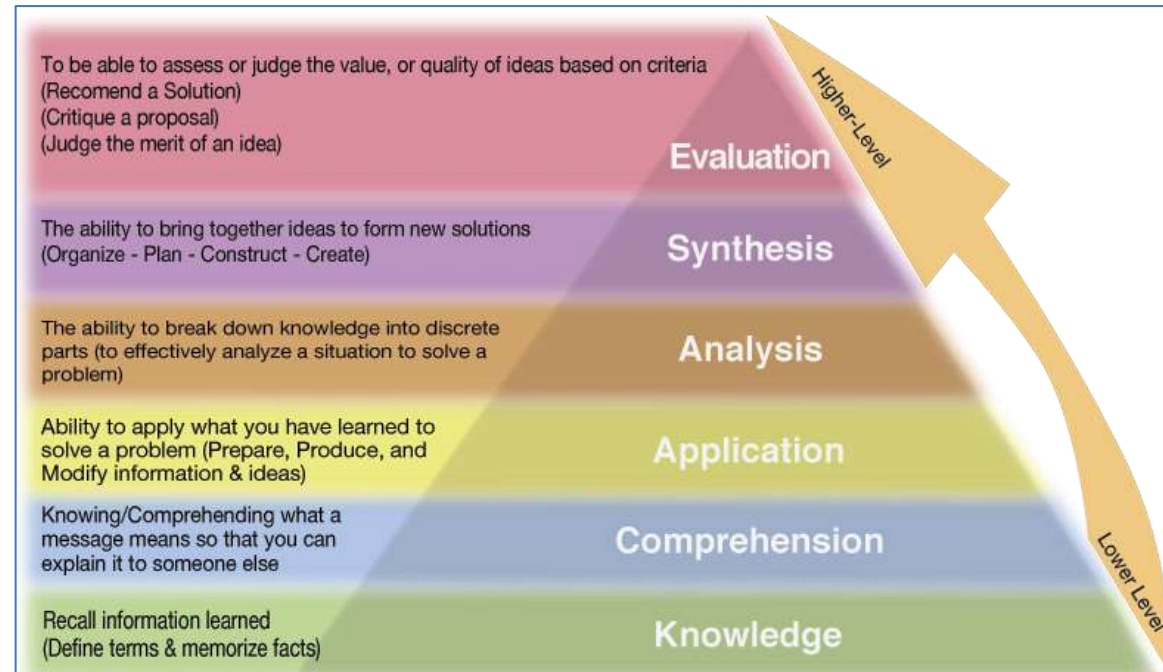 To be able to assess or judge the value, or quality of ideas based on criteria
(Recomend a Solution)
(Critique a proposal)
(Judge the merit of an idea)
Evaluation
Higher-Level
The ability to bring together ideas to form new solutions
(Organize - Plan - Construct - Create)
Synthesis
The ability to break down knowledge into discrete
parts (to effectively analyze a situation to solve a
problem)
Analysis
Ability to apply what you have learned to
solve a problem (Prepare, Produce, and
Modify information & ideas)
Application
Knowing/Comprehending what a
message means so that you can
explain it to someone else
Comprehension
Lower Level
Recall information learned
(Define terms & memorize facts)
Knowledge